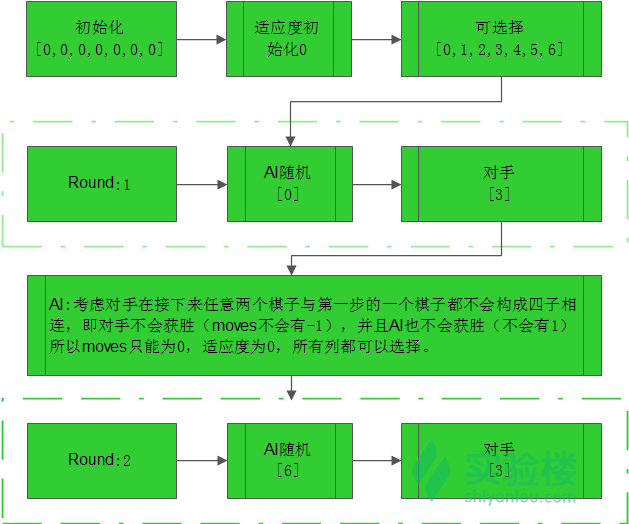 初始化
[0,0,0,0,0,0,0]
适应度初
始化0
可选择
[0,1,2,3,4,5,6]
Round:1
AI随机
[0]
对手
[3]
AI:考虑对手在接下来任意两个棋子与第一步的一个棋子都不会构成四子相
连，即对手不会获胜（moves不会有-1），并且AI也不会获胜（不会有1）
所以moves只能为0，适应度为0，所有列都可以选择。
Round:2
AI随机
[6]
对手
[3]
实验楼
shiyanlou.com